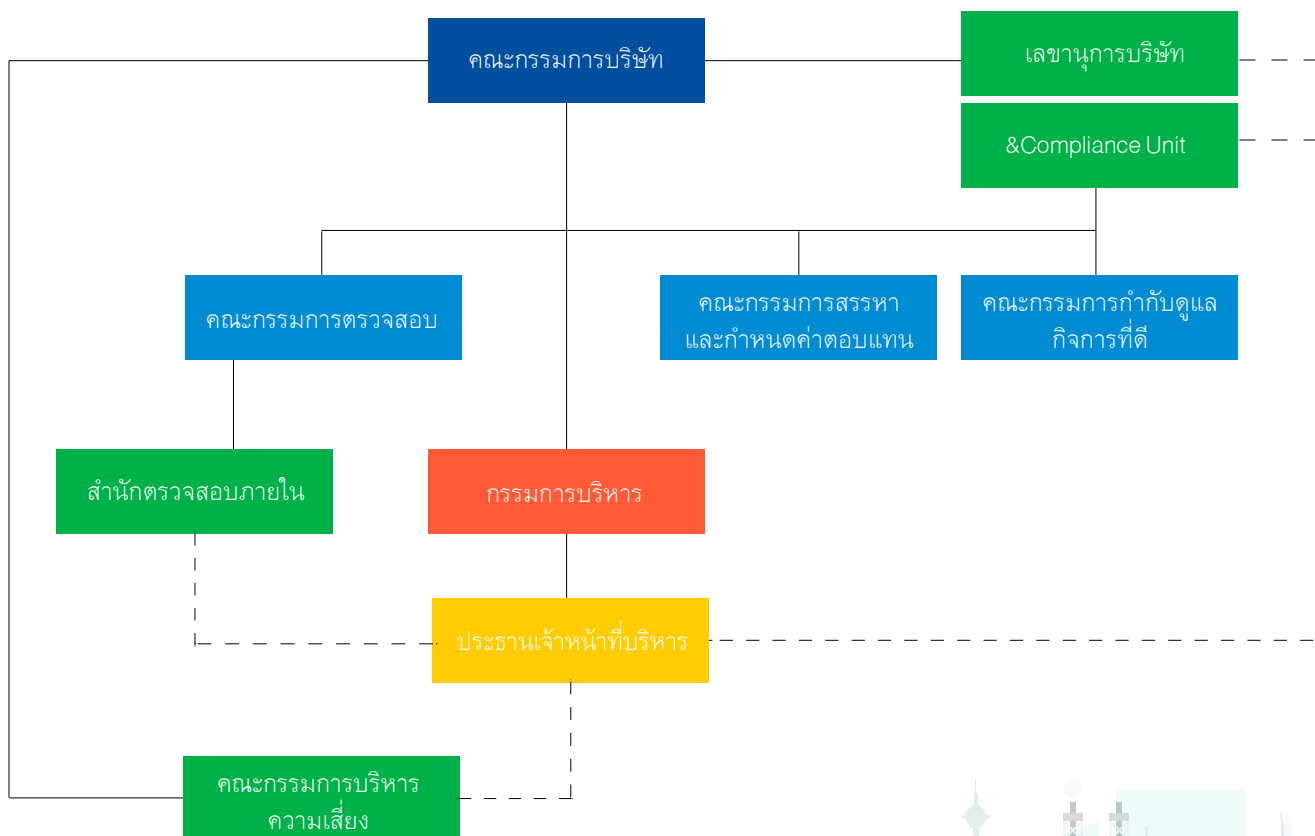 คณะกรรมการบริษัท
เลขานุการบริษัท
&Compliance Unit
คณะกรรมการตรวจสอบ
คณะกรรมการสรรหา
และกำหนดค่าตอบแทน
คณะกรรมการกำกับดูแล
กิจการที่ดี
สำนักตรวจสอบภายใน
กรรมการบริหาร
ประธานเจ้าหน้าที่บริหาร
คณะกรรมการบริหาร
ความเสี่ยง